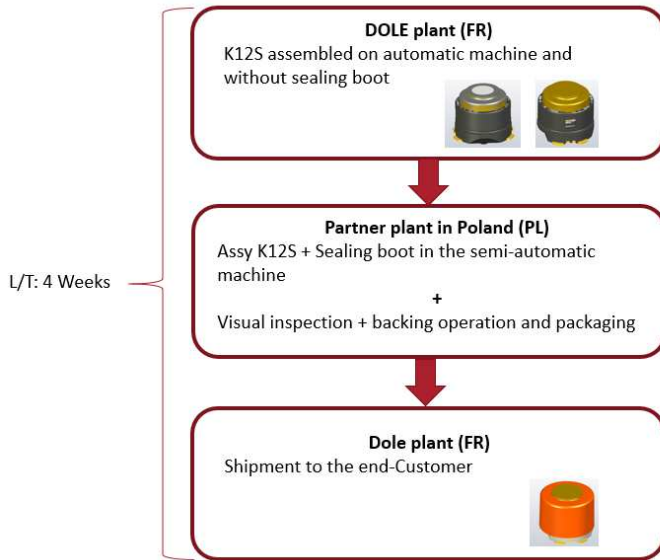 DOLE plant (FR)
K12S assembled on automatic machine and
without sealing boot
L/T: 4 Weeks
Partner plant in Poland (PL)
Assy K12S + Sealing boot in the semi-automatic
machine
+
Visual inspection + backing operation and packaging
Dole plant (FR)
Shipment to the end-Customer